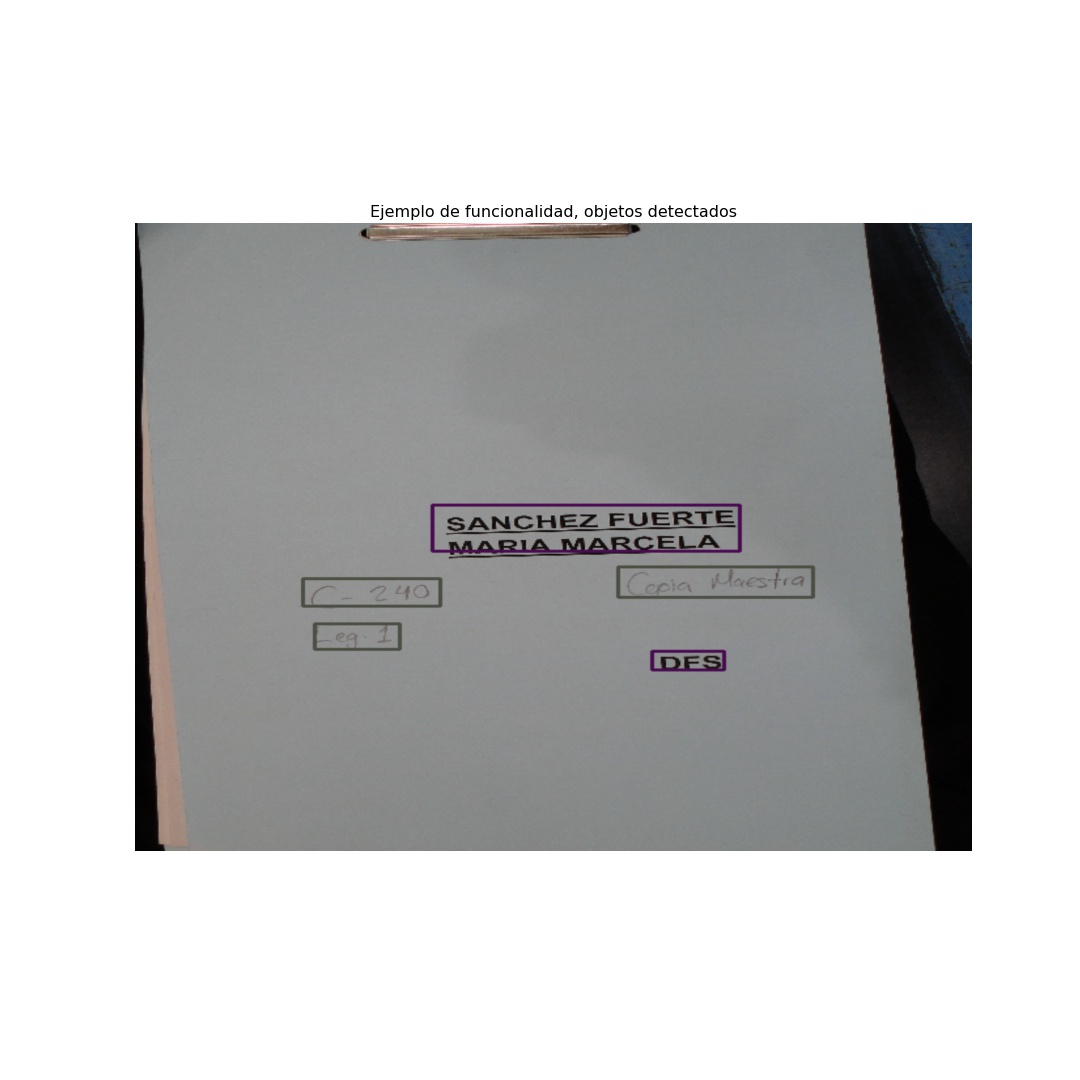 Ejemplo de funcionalidad, objetos detectados
SANCHEZ FUERTE
MARIA MARCELA
C- 240
Copia Maestra
Leg. 1
DFS